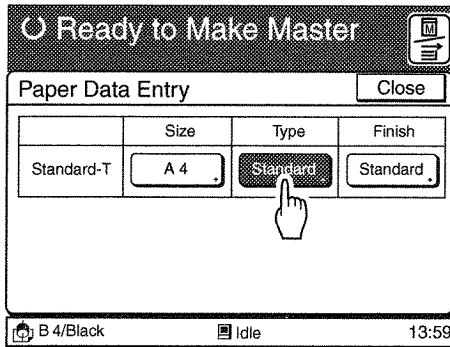 Ready to Make Master
M
Paper Data Entry Close
Size Type Finish
Standard-T A 4 Standard Standard
B 4/Black Idle 13:59